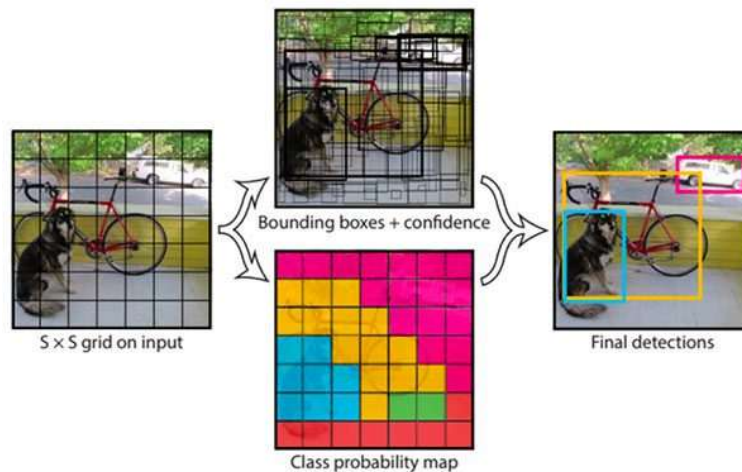 Bounding boxes + confidence
S × S grid on input
Final detections
Class probability map